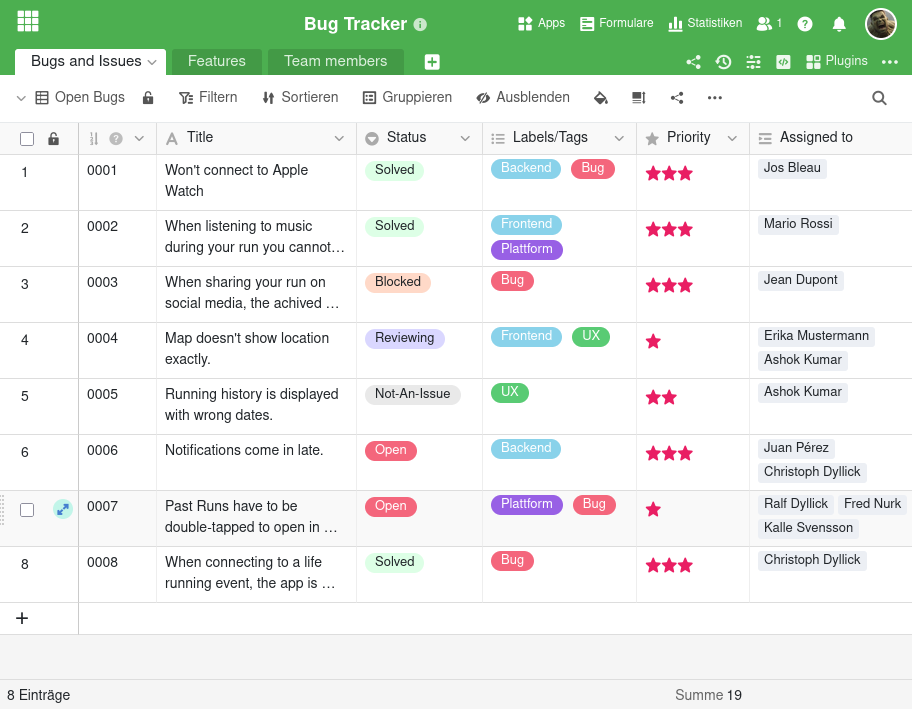 Bug Tracker
Apps
Formulare
Statistiken
1
Bugs and Issues
Features
Team members
Plugins
Open Bugs
Filtern
Sortieren
Gruppieren
Ausblenden
Title
Status
Labels/Tags
Priority
Assigned to
1
0001
Won't connect to Apple
Watch
Solved
Backend Bug
Jos Bleau
2
0002
When listening to music
during your run you cannot…
Solved
Frontend
Plattform
Mario Rossi
3
0003
When sharing your run on
social media, the achived …
Blocked
Bug
Jean Dupont
4
0004
Map doesn't show location
exactly.
Reviewing
Frontend UX
Erika Mustermann
Ashok Kumar
5
0005
Running history is displayed
with wrong dates.
Not-An-Issue
UX
Ashok Kumar
6
0006
Notifications come in late.
Open
Backend
Juan Pérez
Christoph Dyllick
0007
Past Runs have to be
double-tapped to open in …
Open
Plattform Bug
Ralf Dyllick Fred Nurk
Kalle Svensson
8
0008
When connecting to a life
running event, the app is …
Solved
Bug
Christoph Dyllick
8 Einträge
Summe 19